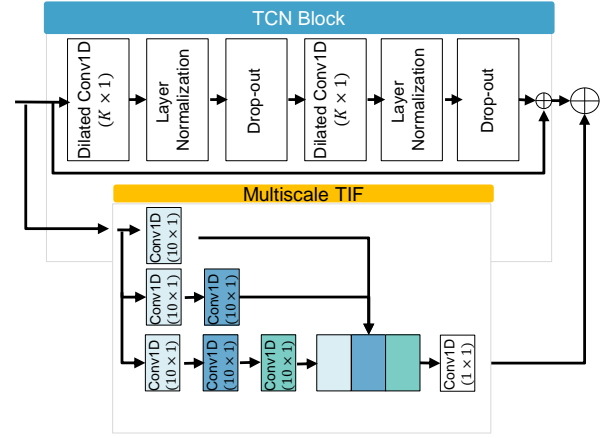 TCN Block
Dilated Conv1D
(K × 1)
Layer
Normalization
Drop-out
Dilated Conv1D
(K × 1)
Layer
Normalization
Drop-out
Multiscale TIF
Conv1D
(10 × 1)
Conv1D
(10 × 1)
Conv1D
(10 × 1)
Conv1D
(10 × 1)
Conv1D
(10 × 1)
Conv1D
(10 × 1)
Conv1D
(1 × 1)